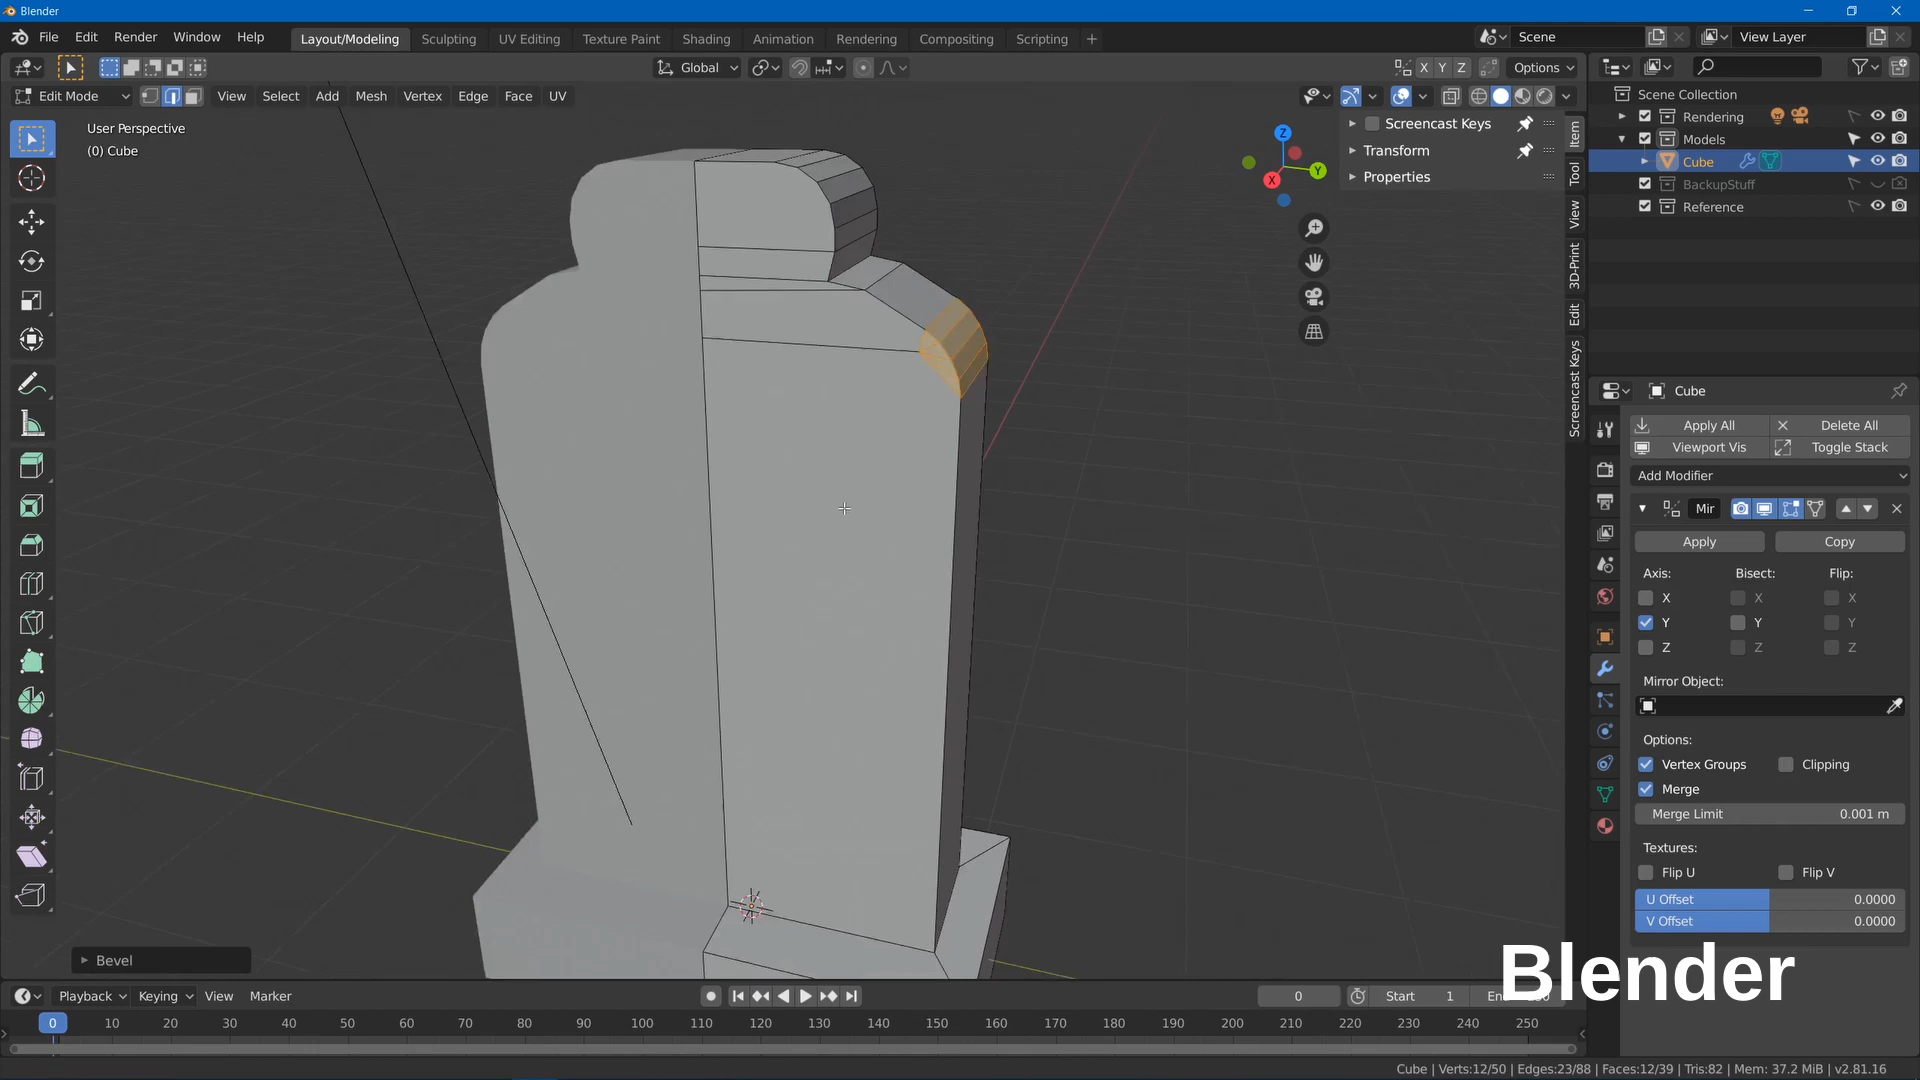 Blender
File Edit Render Window Help Layout/Modeling Sculpting UV Editing Texture Paint Shading Animation Rendering Compositing Scripting + Scene View Layer
Global X Y Z Options
Edit Mode View Select Add Mesh Vertex Edge Face UV
Scene Collection
Rendering
Models
Cube
BackupStuff
Reference
User Perspective
(0) Cube
Z
Y
X
Screencast Keys
Transform
Properties
Item
Tool
View
3D-Print
Edit
Screencast Keys
Cube
Apply All Delete All
Viewport Vis Toggle Stack
Add Modifier
Mir
Apply Copy
Axis: Bisect: Flip:
X X X
Y Y Y
Z Z Z
Mirror Object:
Options:
Vertex Groups Clipping
Merge
Merge Limit 0.001 m
Textures:
Flip U Flip V
U Offset 0.0000
V Offset 0.0000
Bevel
Blender
Playback Keying View Marker 0 Start 1
0 10 20 30 40 50 60 70 80 90 100 110 120 130 140 150 160 170 180 190 200 210 220 230 240 250
Cube | Verts:12/50 | Edges:23/88 | Faces:12/39 | Tris:82 | Mem: 37.2 MiB | v2.81.16